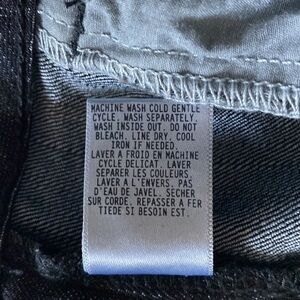 MACHINE WASH COLD GENTLE
CYCLE. WASH SEPARATELY.
WASH INSIDE OUT. DO NOT
BLEACH. LINE DRY. COOL
IRON IF NEEDED.
LAVER A FROID EN MACHINE
CYCLE DELICAT. LAVER
SEPARER LES COULEURS.
LAVER A L'ENVERS. PAS
D'EAU DE JAVEL. SECHER
SUR CORDE. REPASSER A FER
TIEDE SI BESOIN EST.